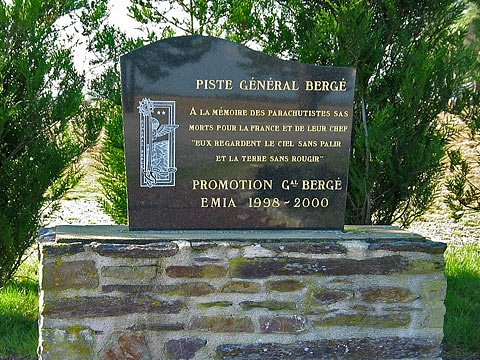 PISTE GÉNÉRAL BERGÉ
A LA MÉMOIRE DES PARACHUTISTES SAS
MORTS POUR LA FRANCE ET DE LEUR CHEF
"EUX REGARDENT LE CIEL SANS PALIR
ET LA TERRE SANS ROUGIR"
PROMOTION GAL BERGÉ
EMIA 1998 - 2000